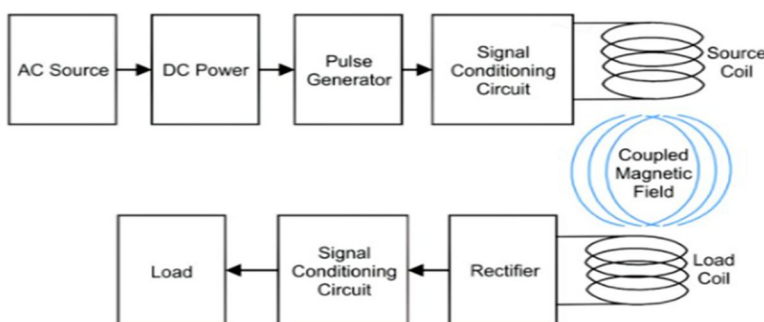 AC Source
DC Power
Pulse
Generator
Signal
Conditioning
Circuit
Source
Coil
Coupled
Magnetic
Field
Load
Signal
Conditioning
Circuit
Rectifier
Load
Coil